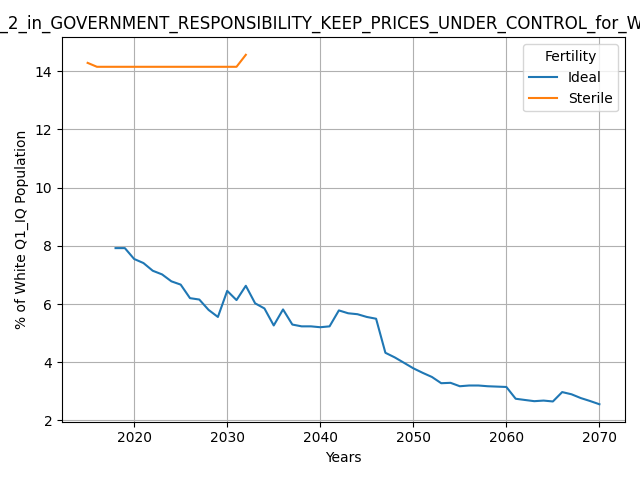 _2_in_GOVERNMENT_RESPONSIBILITY_KEEP_PRICES_UNDER_CONTROL_for_W
Fertility
Ideal
Sterile
% of White Q1_IQ Population
14
12
10
8
6
4
2
2020 2030 2040 2050 2060 2070
Years